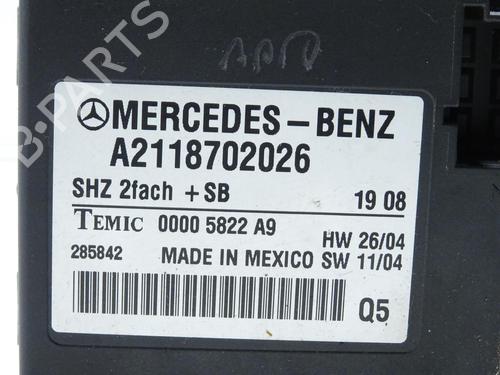 MERCEDES-BENZ
A2118702026
SHZ 2fach +SB 19 08
TEMIC 0000 5822 A9 HW 26/04
285842 MADE IN MEXICO SW 11/04
Q5